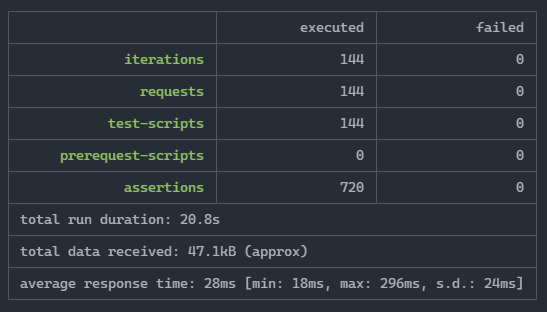 executed failed
iterations 144 0
requests 144 0
test-scripts 144 0
prerequest-scripts 0 0
assertions 720 0
total run duration: 20.8s
total data received: 47.1kB (approx)
average response time: 28ms [min: 18ms, max: 296ms, s.d.: 24ms]